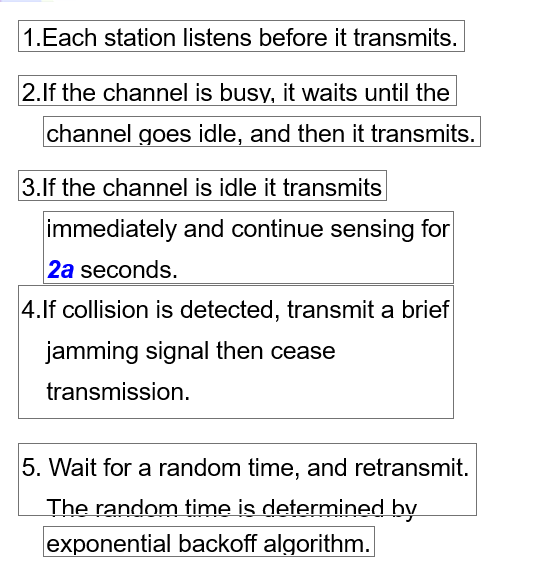 1.Each station listens before it transmits.
2.If the channel is busy, it waits until the
channel goes idle, and then it transmits.
3.If the channel is idle it transmits
immediately and continue sensing for
2a seconds.
4.If collision is detected, transmit a brief
jamming signal then cease
transmission.
5. Wait for a random time, and retransmit.
The random time is determined by
exponential backoff algorithm.